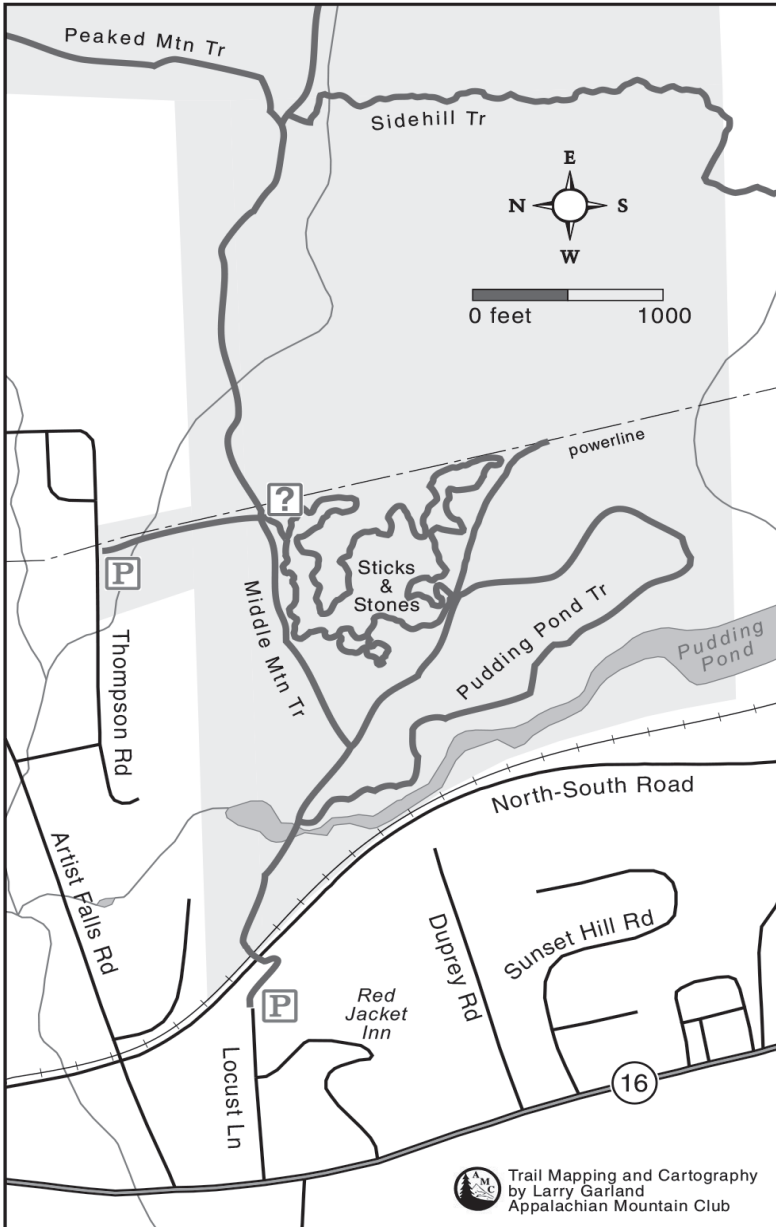 Peaked Mtn Tr
Sidehill Tr
E
N
S
W
0 feet
1000
powerline
?
Sticks
&
Stones
P
Middle Mtn Tr
Pudding Pond Tr
Pudding
Pond
Thompson Rd
North-South Road
Artist Falls Rd
Duprey Rd
Sunset Hill Rd
P
Red
Jacket
Inn
Locust Ln
16
AMC
Trail Mapping and Cartography
by Larry Garland
Appalachian Mountain Club